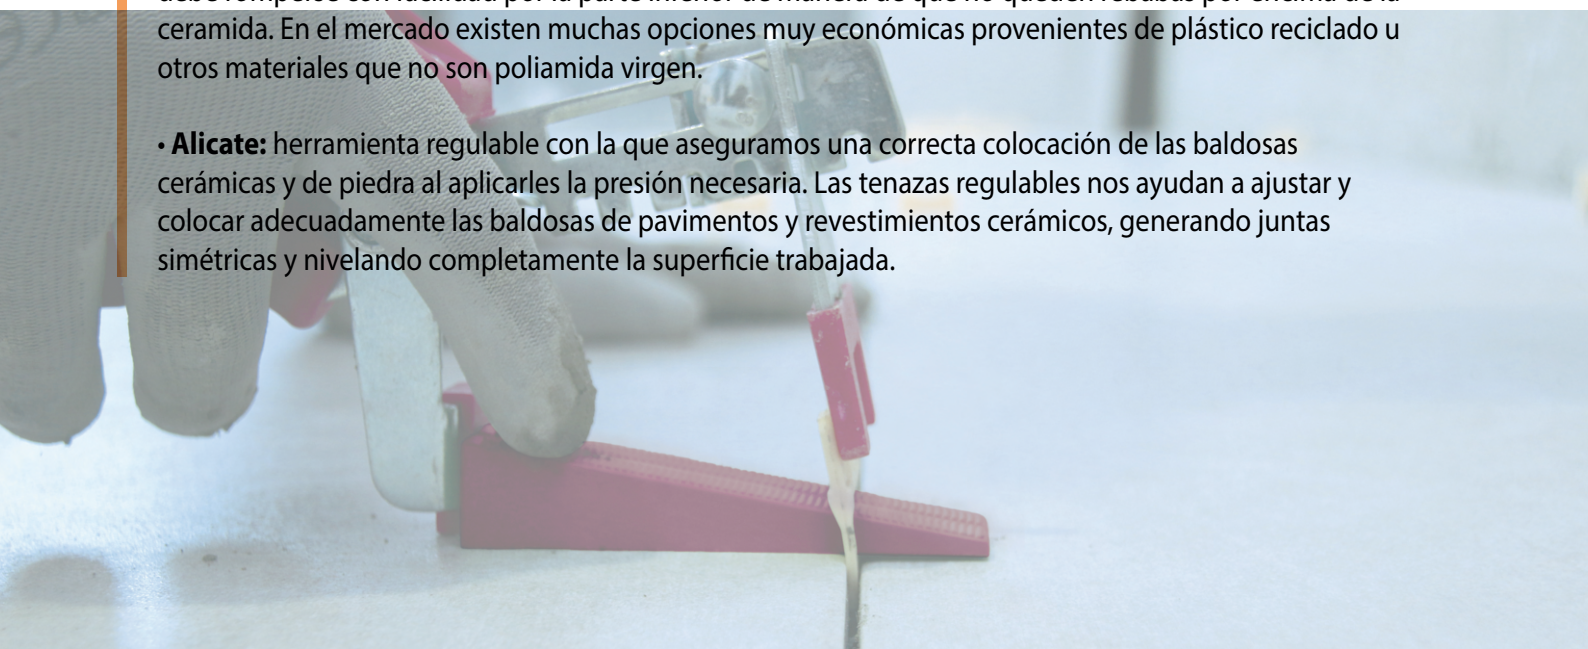 ceramida. En el mercado existen muchas opciones muy económicas provenientes de plástico reciclado u
otros materiales que no son poliamida virgen.
• Alicate: herramienta regulable con la que aseguramos una correcta colocación de las baldosas
cerámicas y de piedra al aplicarles la presión necesaria. Las tenazas regulables nos ayudan a ajustar y
colocar adecuadamente las baldosas de pavimentos y revestimientos cerámicos, generando juntas
simétricas y nivelando completamente la superficie trabajada.